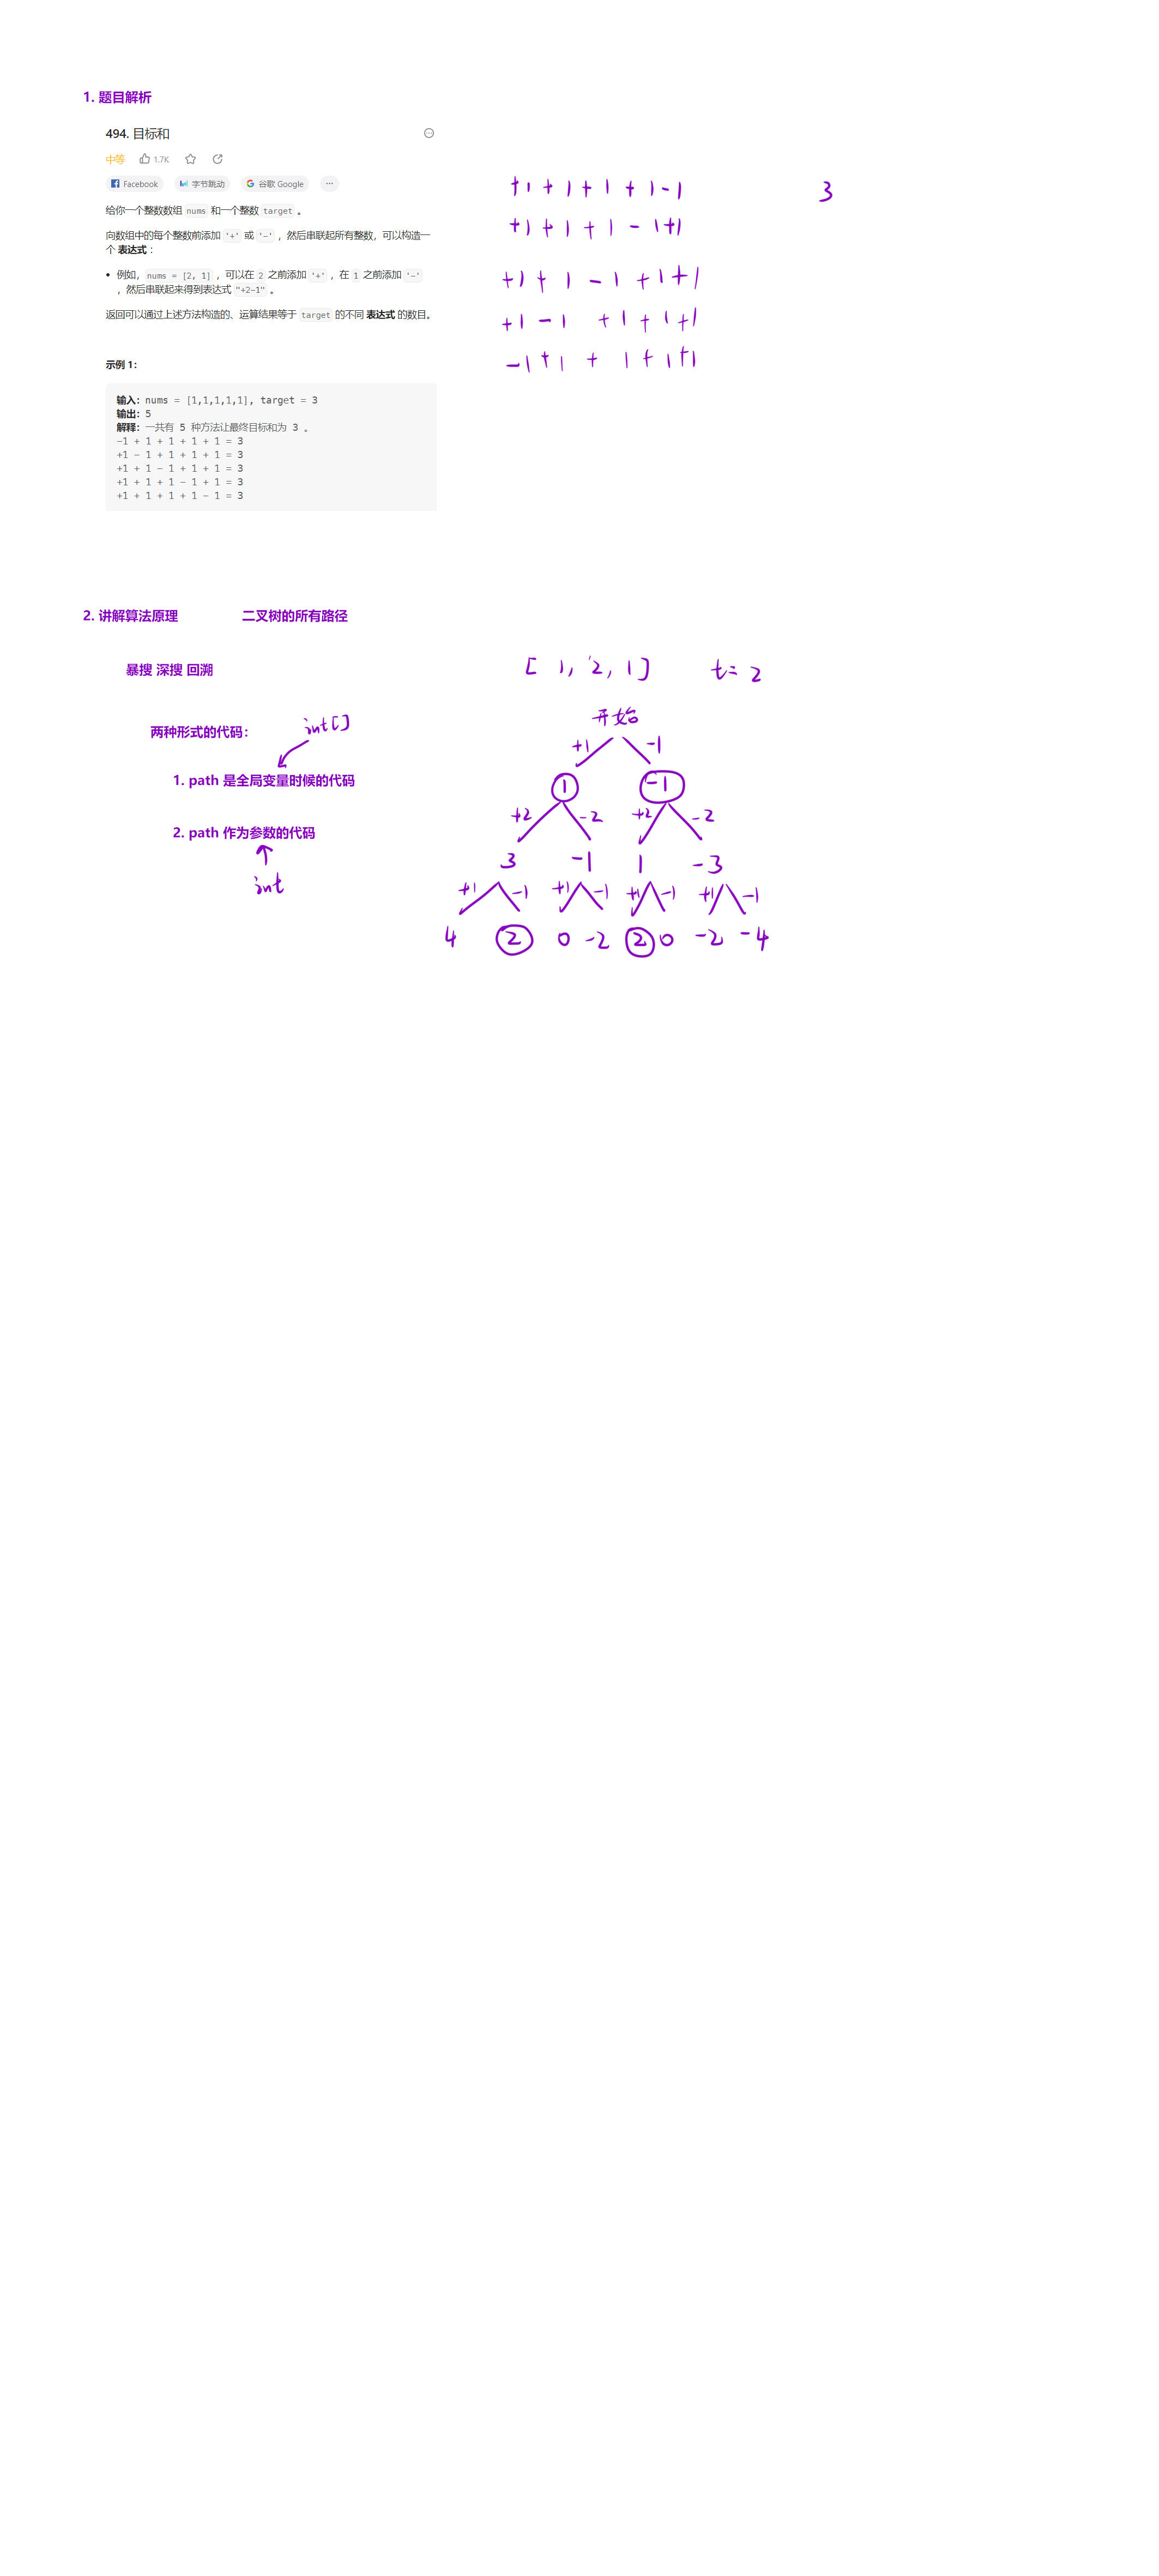 1. 题目解析
494. 目标和
中等 1.7K
Facebook 字节跳动 谷歌 Google ···
给你一个整数数组 nums 和一个整数 target 。
向数组中的每个整数前添加 '+' 或 '-' ，然后串联起所有整数，可以构造一
个 表达式 ：
• 例如，nums = [2, 1] ，可以在 2 之前添加 '+' ，在 1 之前添加 '-'
，然后串联起来得到表达式 "+2-1" 。
返回可以通过上述方法构造的、运算结果等于 target 的不同 表达式 的数目。
示例 1：
输入：nums = [1,1,1,1,1], target = 3
输出：5
解释：一共有 5 种方法让最终目标和为 3 。
-1 + 1 + 1 + 1 + 1 = 3
+1 - 1 + 1 + 1 + 1 = 3
+1 + 1 - 1 + 1 + 1 = 3
+1 + 1 + 1 - 1 + 1 = 3
+1 + 1 + 1 + 1 - 1 = 3
+1 + 1 + 1 + 1 - 1 3
+1 + 1 + 1 - 1 + 1
+1 + 1 - 1 + 1 + 1
+1 - 1 + 1 + 1 + 1
-1 + 1 + 1 + 1 + 1
2. 讲解算法原理 二叉树的所有路径
暴搜 深搜 回溯
两种形式的代码：
int[]
1. path 是全局变量时候的代码
2. path 作为参数的代码
int
[ 1, 2, 1] t= 2
开始
+1 -1
1 -1
+2 -2 +2 -2
3 -1 1 -3
+1 -1 +1 -1 +1 -1 +1 -1
4 2 0 -2 2 0 -2 -4